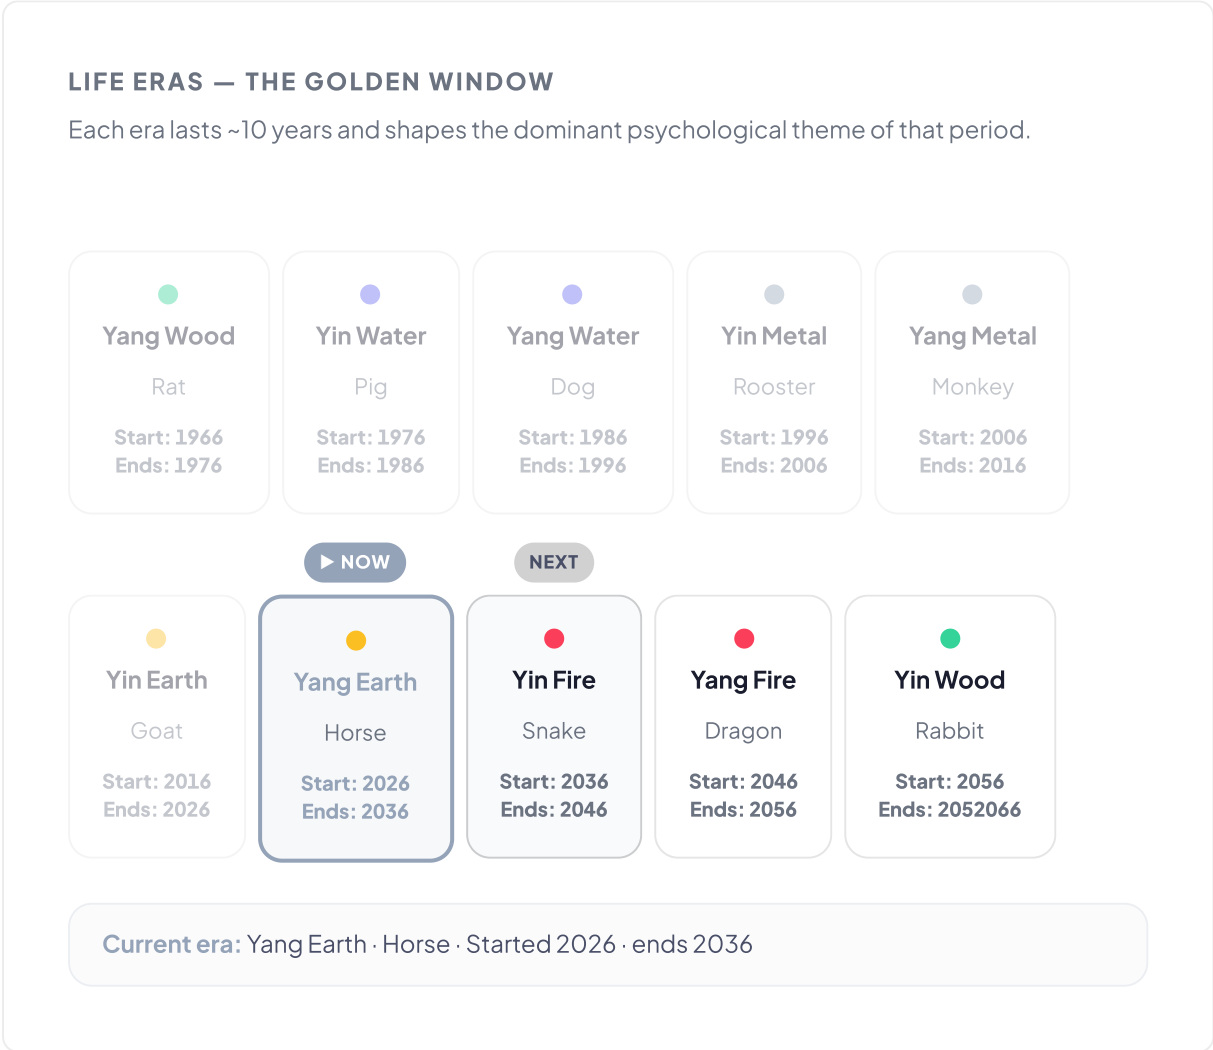 LIFE ERAS — THE GOLDEN WINDOW
Each era lasts ~10 years and shapes the dominant psychological theme of that period.
Yang Wood
Rat
Start: 1966
Ends: 1976
Yin Water
Pig
Start: 1976
Ends: 1986
Yang Water
Dog
Start: 1986
Ends: 1996
Yin Metal
Rooster
Start: 1996
Ends: 2006
Yang Metal
Monkey
Start: 2006
Ends: 2016
Yin Earth
Goat
Start: 2016
Ends: 2026
▶ NOW
Yang Earth
Horse
Start: 2026
Ends: 2036
NEXT
Yin Fire
Snake
Start: 2036
Ends: 2046
Yang Fire
Dragon
Start: 2046
Ends: 2056
Yin Wood
Rabbit
Start: 2056
Ends: 2052066
Current era: Yang Earth · Horse · Started 2026 · ends 2036